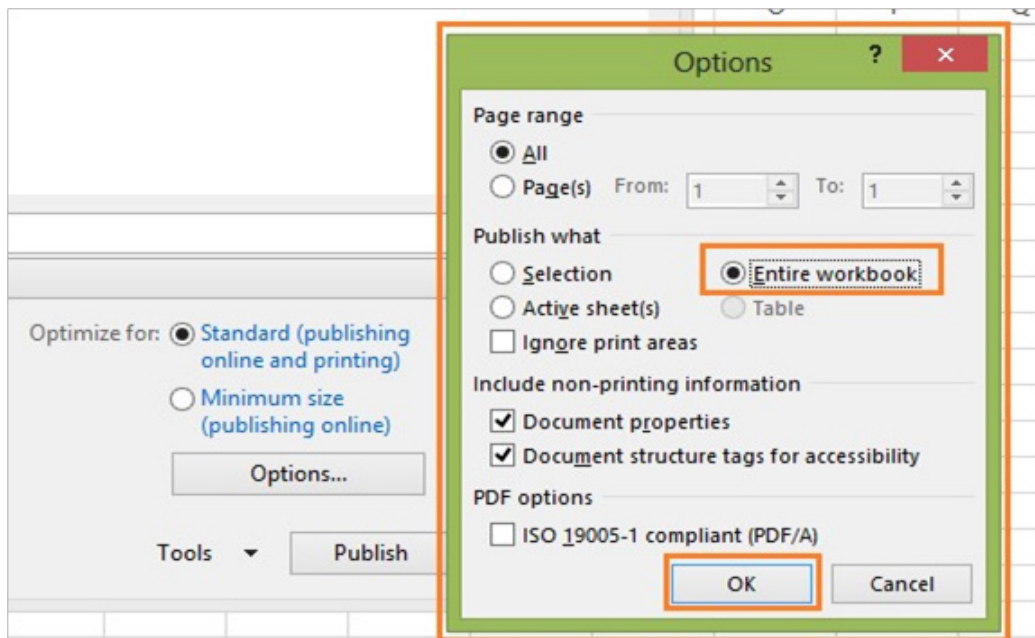 Options ?
Page range
All
Page(s) From: 1 To: 1
Publish what
Selection Entire workbook
Active sheet(s) Table
Ignore print areas
Include non-printing information
Document properties
Document structure tags for accessibility
PDF options
ISO 19005-1 compliant (PDF/A)
OK Cancel
Optimize for: Standard (publishing
online and printing)
Minimum size
(publishing online)
Options...
Tools Publish